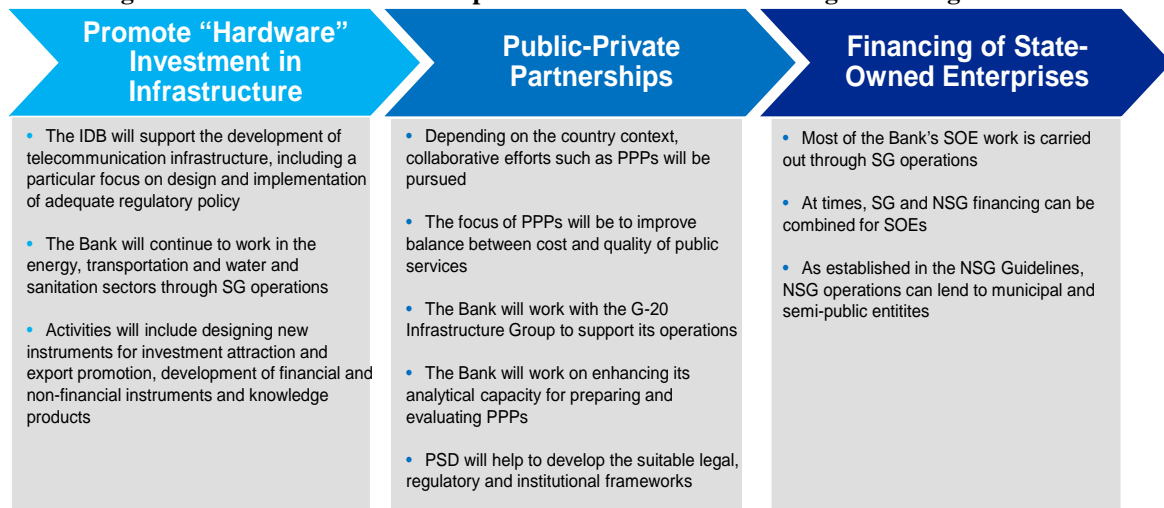 Promote “Hardware”
Investment in
Infrastructure
• The IDB will support the development of
telecommunication infrastructure, including a
particular focus on design and implementation
of adequate regulatory policy
• The Bank will continue to work in the
energy, transportation and water and
sanitation sectors through SG operations
• Activities will include designing new
instruments for investment attraction and
export promotion, development of financial and
non-financial instruments and knowledge
products
Public-Private
Partnerships
• Depending on the country context,
collaborative efforts such as PPPs will be
pursued
• The focus of PPPs will be to improve
balance between cost and quality of public
services
• The Bank will work with the G-20
Infrastructure Group to support its operations
• The Bank will work on enhancing its
analytical capacity for preparing and
evaluating PPPs
• PSD will help to develop the suitable legal,
regulatory and institutional frameworks
Financing of State-
Owned Enterprises
• Most of the Bank’s SOE work is carried
out through SG operations
• At times, SG and NSG financing can be
combined for SOEs
• As established in the NSG Guidelines,
NSG operations can lend to municipal and
semi-public entitites